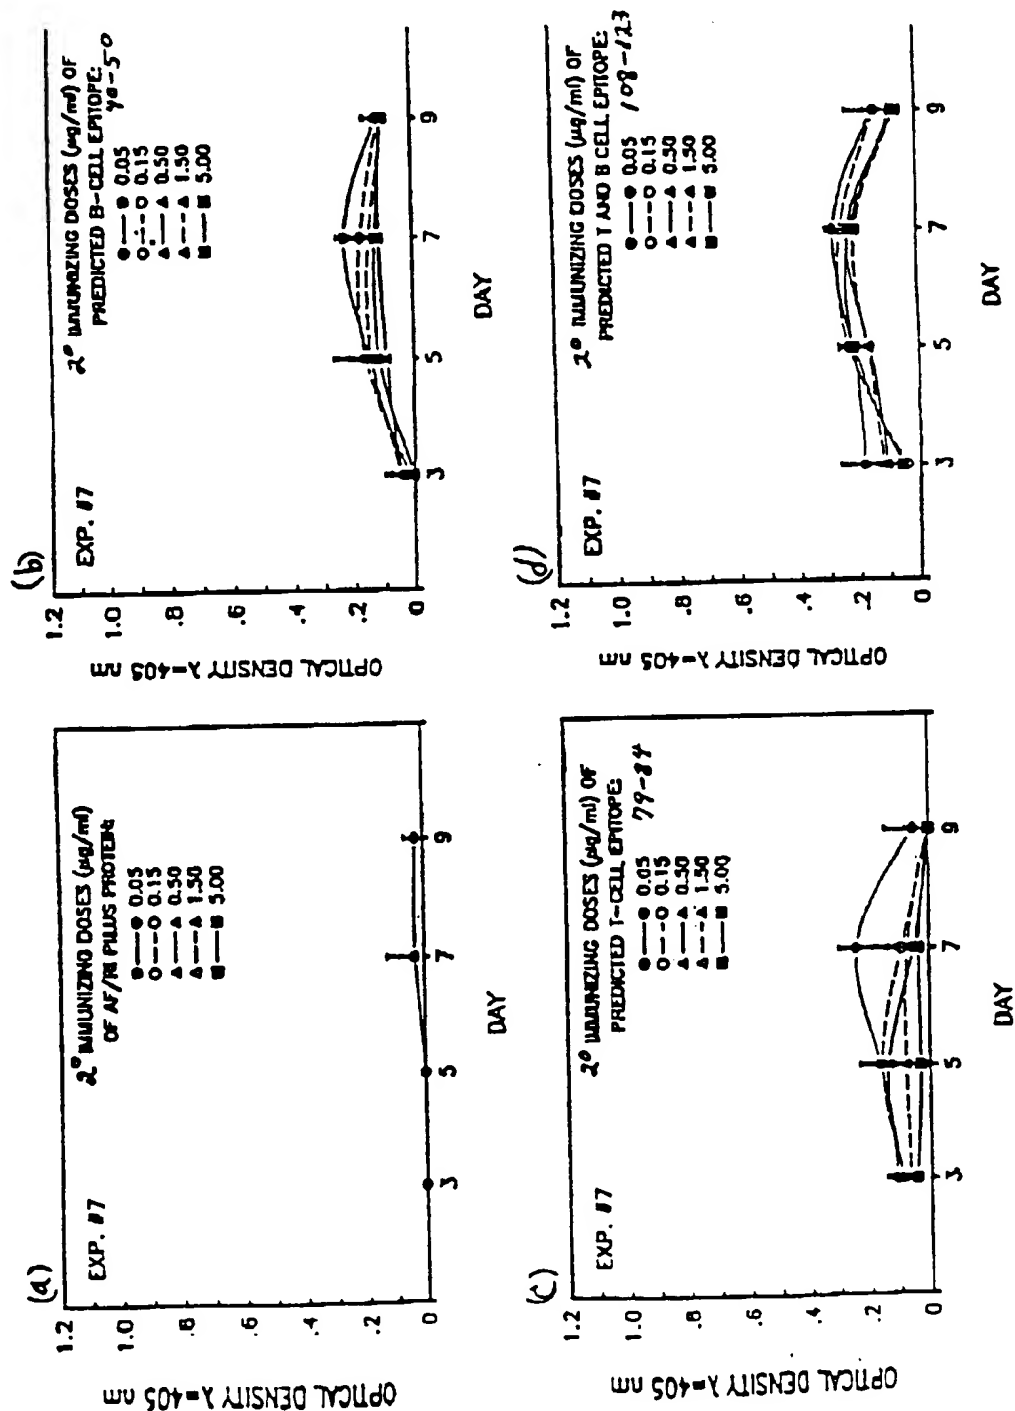 (a)
EXP. #7
2° IMMUNIZING DOSES (µg/ml)
OF AF/R1 PILUS PROTEIN:
0.05
0.15
0.50
1.50
5.00
1.2
1.0
.8
.6
.4
.2
0
OPTICAL DENSITY λ=405 nm
3
5
7
9
DAY
(b)
EXP. #7
2° IMMUNIZING DOSES (µg/ml) OF
PREDICTED B-CELL EPITOPE:
40-50
0.05
0.15
0.50
1.50
5.00
1.2
1.0
.8
.6
.4
.2
0
OPTICAL DENSITY λ=405 nm
3
5
7
9
DAY
(c)
EXP. #7
2° IMMUNIZING DOSES (µg/ml) OF
PREDICTED T-CELL EPITOPE:
79-84
0.05
0.15
0.50
1.50
5.00
1.2
1.0
.8
.6
.4
.2
0
OPTICAL DENSITY λ=405 nm
3
5
7
9
DAY
(d)
EXP. #7
2° IMMUNIZING DOSES (µg/ml) OF
PREDICTED T AND B CELL EPITOPE:
108-123
0.05
0.15
0.50
1.50
5.00
1.2
1.0
.8
.6
.4
.2
0
OPTICAL DENSITY λ=405 nm
3
5
7
9
DAY